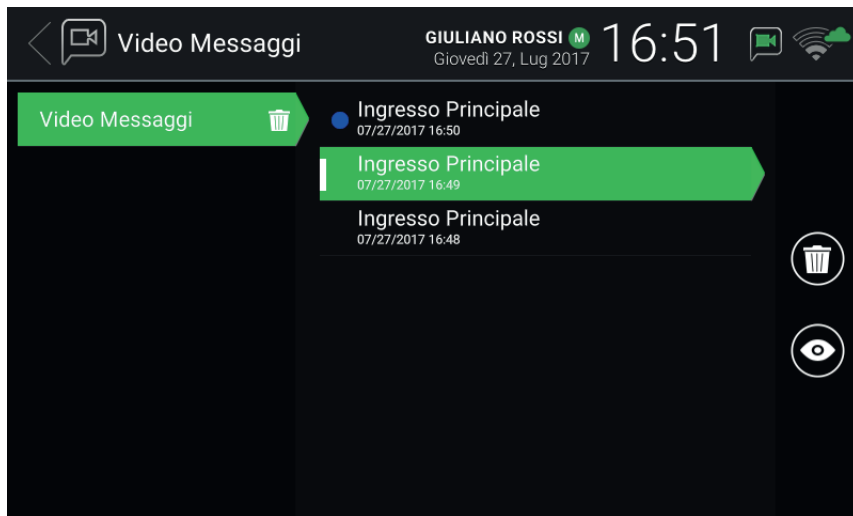 Video Messaggi
GIULIANO ROSSI M
Giovedì 27, Lug 2017
16:51
Video Messaggi
Ingresso Principale
07/27/2017 16:50
Ingresso Principale
07/27/2017 16:49
Ingresso Principale
07/27/2017 16:48